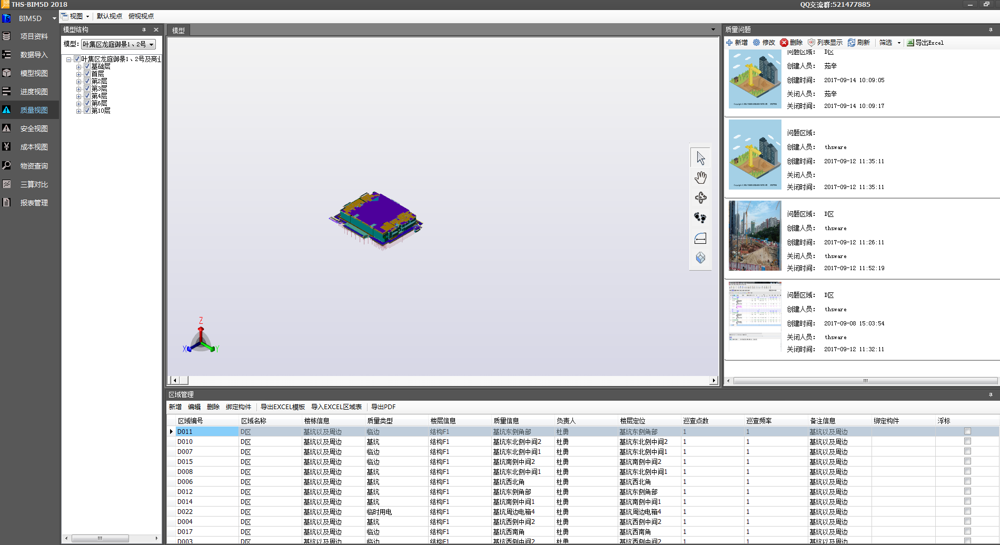 THS-BIM5D 2018
QQ交流群:521477885
BIM5D
项目资料
数据导入
模型视图
进度视图
质量视图
安全视图
成本视图
物资查询
三算对比
报表管理
视图 默认视点 俯视视点
模型结构
模型: 叶集区龙庭御景1、2号
叶集区龙庭御景1、2号及商业
基础层
首层
第2层
第3层
第4层
第6层
第10层
模型
Z
X
Y
质量问题
新增 修改 删除 列表显示 刷新 筛选 导出Excel
问题区域: D区
创建人员: 茹辛
创建时间: 2017-09-14 10:09:05
关闭人员: 茹辛
关闭时间: 2017-09-14 10:09:17
问题区域:
创建人员: thsware
创建时间: 2017-09-12 11:35:11
关闭人员:
关闭时间: 2017-09-12 11:35:11
问题区域: D区
创建人员: thsware
创建时间: 2017-09-12 11:26:11
关闭人员: thsware
关闭时间: 2017-09-12 11:52:19
问题区域: D区
创建人员: thsware
创建时间: 2017-09-08 15:03:54
关闭人员: thsware
关闭时间: 2017-09-12 11:32:11
区域管理
新增 编辑 删除 绑定构件 导出EXCEL模板 导入EXCEL区域表 导出PDF
区域编号 区域名称 楼栋信息 质量类型 楼层信息 质量信息 负责人 楼层定位 巡查点数 巡查频率 备注信息 绑定构件 浮标
D011 D区 基坑以及周边 临边 结构F1 基坑东侧角部 杜勇 基坑东侧角部 1 1 基坑以及周边
D010 D区 基坑以及周边 基坑 结构F1 基坑东北侧中间2 杜勇 基坑东北侧中间2 1 1 基坑以及周边
D007 D区 基坑以及周边 临边 结构F1 基坑东北侧中间1 杜勇 基坑东北侧中间1 1 1 基坑以及周边
D015 D区 基坑以及周边 临边 结构F1 基坑南侧中间2 杜勇 基坑南侧中间2 1 1 基坑以及周边
D008 D区 基坑以及周边 基坑 结构F1 基坑东北侧中间1 杜勇 基坑东北侧中间1 1 1 基坑以及周边
D006 D区 基坑以及周边 基坑 结构F1 基坑西北角 杜勇 基坑西北角 1 1 基坑以及周边
D012 D区 基坑以及周边 基坑 结构F1 基坑东侧角部 杜勇 基坑东侧角部 1 1 基坑以及周边
D014 D区 基坑以及周边 基坑 结构F1 基坑南侧中间1 杜勇 基坑南侧中间1 1 1 基坑以及周边
D022 D区 基坑以及周边 临时用电 结构F1 基坑周边电箱4 杜勇 基坑周边电箱4 1 1 基坑以及周边
D004 D区 基坑以及周边 基坑 结构F1 基坑西侧中间2 杜勇 基坑西侧中间2 1 1 基坑以及周边
D017 D区 基坑以及周边 临边 结构F1 基坑西南角 杜勇 基坑西南角 1 1 基坑以及周边
D003 D区 基坑以及周边 临边 结构F1 基坑西侧中间2 杜勇 基坑西侧中间2 1 1 基坑以及周边